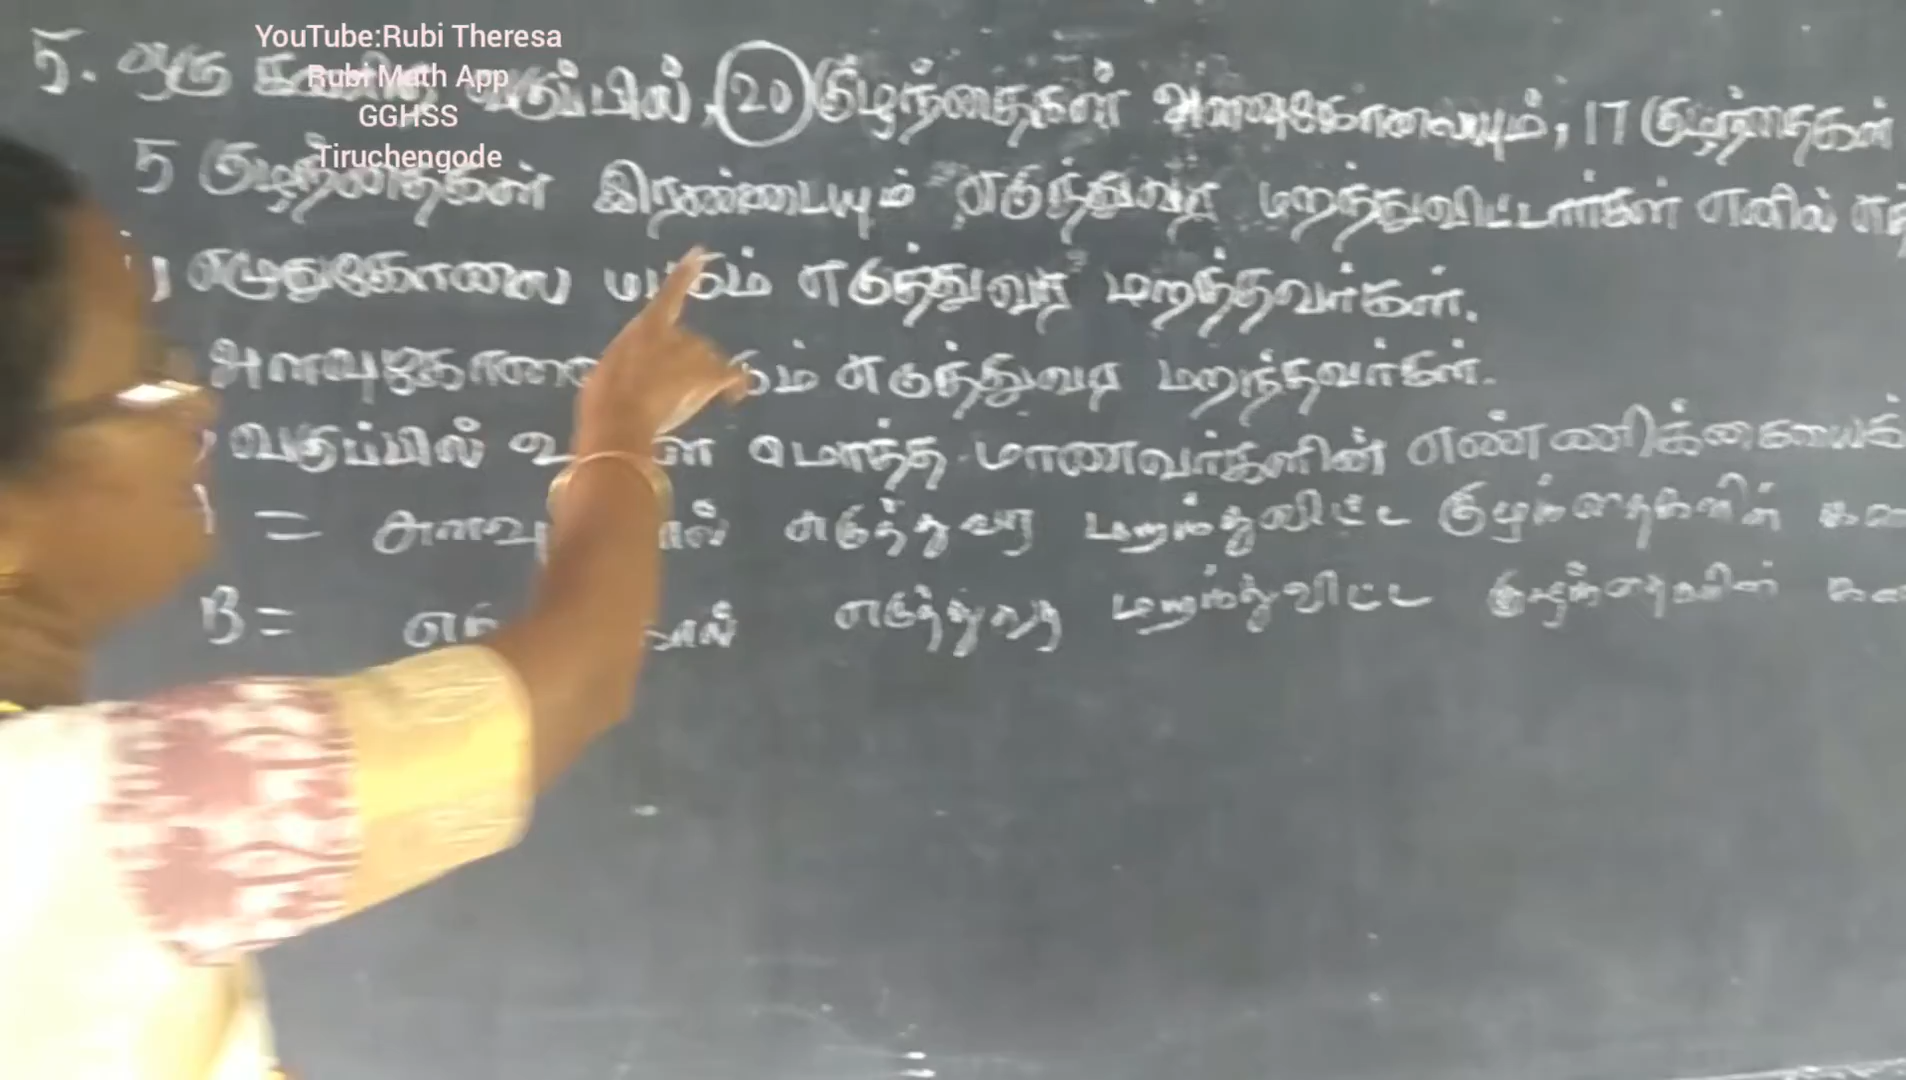 YouTube:Rubi Theresa
Rubi Math App
GGHSS
Tiruchengode
5. ஒரு வகுப்பில், 20 குழந்தைகள் அளவுகோலையும், 17 குழந்தைகள்
5 குழந்தைகள் இரண்டையும் எடுத்துவர மறந்துவிட்டார்கள் எனில்
எழுதுகோலை மட்டும் எடுத்துவர மறந்தவர்கள்.
எடுத்துவர மறந்தவர்கள்.
வகுப்பில் உள்ள மொத்த மாணவர்களின் எண்ணிக்கையைக்
= எடுத்துவர மறந்துவிட்ட குழந்தைகளின்
B = எடுத்துவர மறந்துவிட்ட குழந்தைகளின்